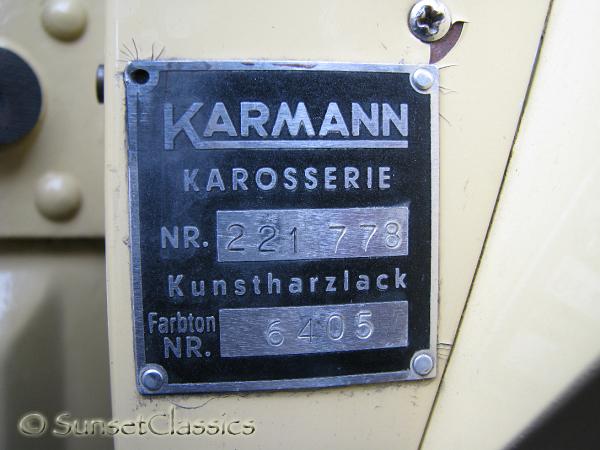 KARMANN
KAROSSERIE
NR. 221 778
Kunstharzlack
Farbton
NR. 6405
© SunsetClassics